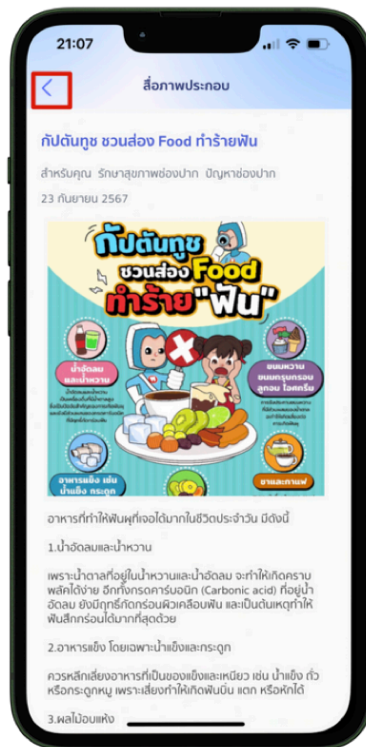 21:07
สื่อภาพประกอบ
กัปตันทูช ชวนส่อง Food ทำร้ายฟัน
สำหรับคุณ รักษาสุขภาพช่องปาก ปัญหาช่องปาก
23 กันยายน 2567
กัปตันทูช
ชวนส่อง Food
ทำร้าย "ฟัน"
น้ำอัดลม
และน้ำหวาน
ขนมหวาน
ขนมกรุบกรอบ
ลูกอม ไอศกรีม
อาหารแข็ง เช่น
น้ำแข็ง กระดูก
ชาและกาแฟ
อาหารที่ทำให้ฟันผุที่เจอได้มากในชีวิตประจำวัน มีดังนี้
1.น้ำอัดลมและน้ำหวาน
เพราะน้ำตาลที่อยู่ในน้ำหวานและน้ำอัดลม จะทำให้เกิดคราบ
พลัคได้ง่าย อีกทั้งกรดคาร์บอนิก (Carbonic acid) ที่อยู่น้ำ
อัดลม ยังมีฤทธิ์กัดกร่อนผิวเคลือบฟัน และเป็นต้นเหตุทำให้
ฟันสึกกร่อนได้มากที่สุดด้วย
2.อาหารแข็ง โดยเฉพาะน้ำแข็งและกระดูก
ควรหลีกเลี่ยงอาหารที่เป็นของแข็งและเหนียว เช่น น้ำแข็ง ถั่ว
หรือกระดูกหมู เพราะเสี่ยงทำให้เกิดฟันบิ่น แตก หรือหักได้
3.ผลไม้อบแห้ง